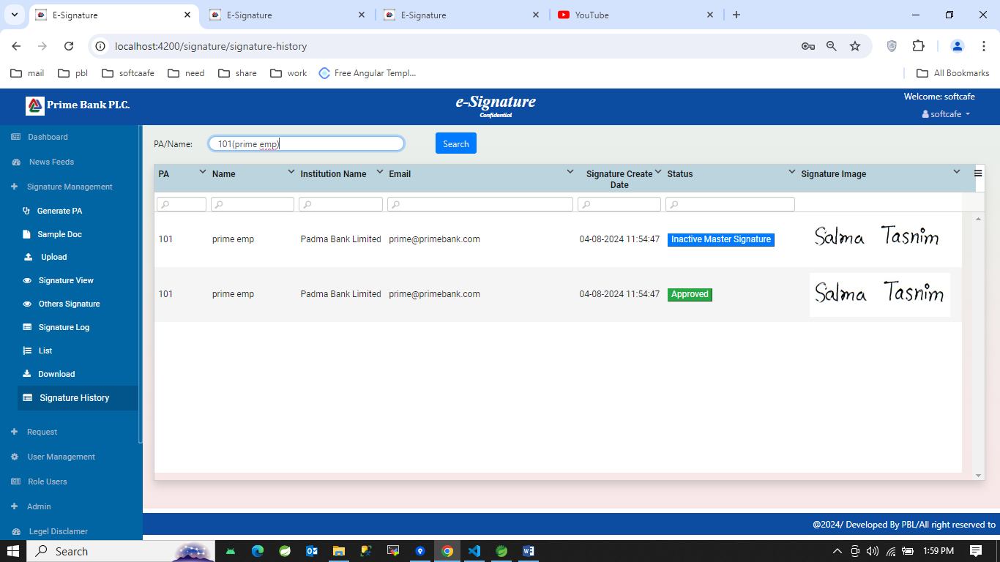 E-Signature
E-Signature
E-Signature
YouTube
localhost:4200/signature/signature-history
mail
pbl
softcaafe
need
share
work
Free Angular Templ...
All Bookmarks
Prime Bank PLC.
e-Signature
Confidential
Welcome: softcafe
softcafe
Dashboard
News Feeds
Signature Management
Generate PA
Sample Doc
Upload
Signature View
Others Signature
Signature Log
List
Download
Signature History
Request
User Management
Role Users
Admin
Legel Disclamer
PA/Name:
101(prime emp)
Search
PA Name Institution Name Email Signature Create Status Signature Image
Date
101 prime emp Padma Bank Limited prime@primebank.com 04-08-2024 11:54:47 Inactive Master Signature Salma Tasnim
101 prime emp Padma Bank Limited prime@primebank.com 04-08-2024 11:54:47 Approved Salma Tasnim
@2024/ Developed By PBL/All right reserved to
Search
1:59 PM